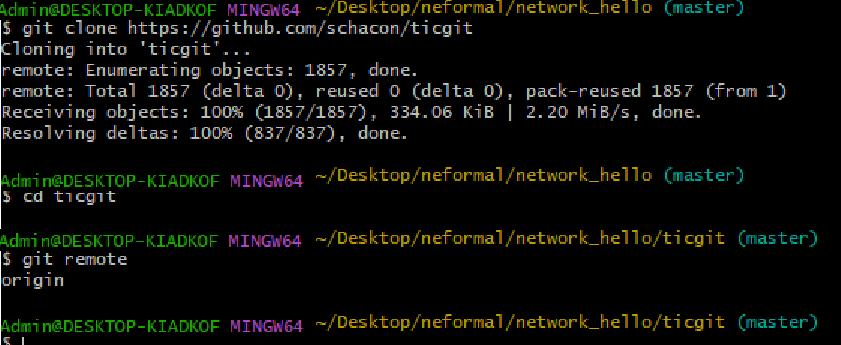 Admin@DESKTOP-KIADKOF MINGW64 ~/Desktop/neformal/network_hello (master)
$ git clone https://github.com/schacon/ticgit
Cloning into 'ticgit'...
remote: Enumerating objects: 1857, done.
remote: Total 1857 (delta 0), reused 0 (delta 0), pack-reused 1857 (from 1)
Receiving objects: 100% (1857/1857), 334.06 KiB | 2.20 MiB/s, done.
Resolving deltas: 100% (837/837), done.
Admin@DESKTOP-KIADKOF MINGW64 ~/Desktop/neformal/network_hello (master)
$ cd ticgit
Admin@DESKTOP-KIADKOF MINGW64 ~/Desktop/neformal/network_hello/ticgit (master)
$ git remote
origin
Admin@DESKTOP-KIADKOF MINGW64 ~/Desktop/neformal/network_hello/ticgit (master)
$